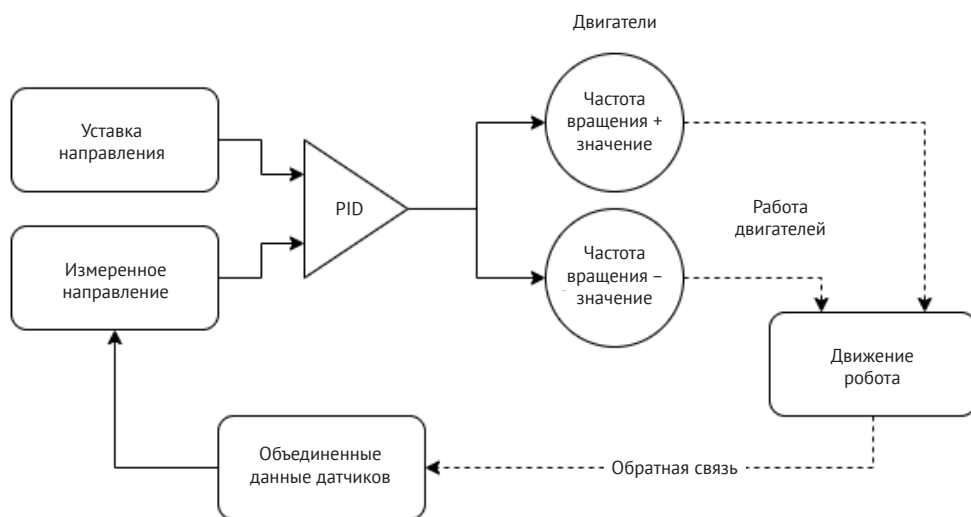 Двигатели
Уставка
направления
Частота
вращения +
значение
PID
Работа
двигателей
Измеренное
направление
Частота
вращения –
значение
Движение
робота
Объединенные
данные датчиков
Обратная связь